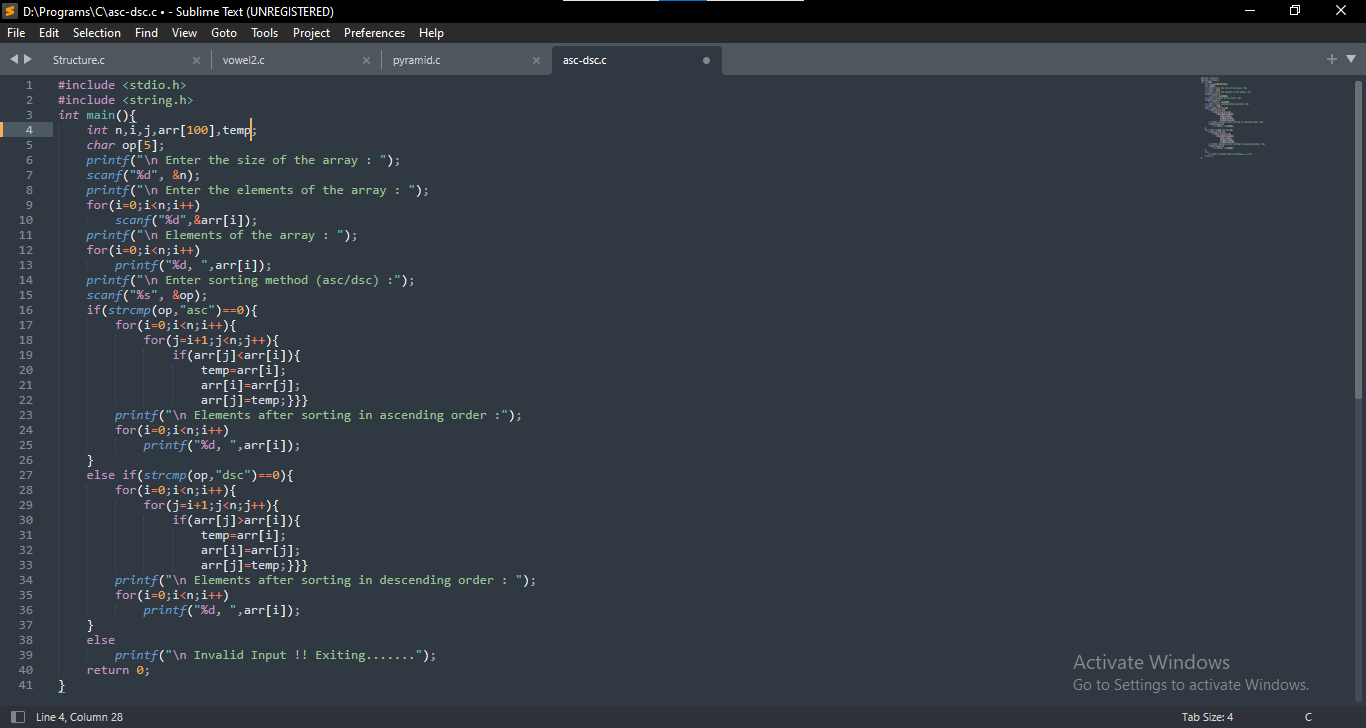 D:\Programs\C\asc-dsc.c • - Sublime Text (UNREGISTERED)
File Edit Selection Find View Goto Tools Project Preferences Help
Structure.c vowel2.c pyramid.c asc-dsc.c
1 #include <stdio.h>
2 #include <string.h>
3 int main(){
4 int n,i,j,arr[100],temp;
5 char op[5];
6 printf("\n Enter the size of the array : ");
7 scanf("%d", &n);
8 printf("\n Enter the elements of the array : ");
9 for(i=0;i<n;i++)
10 scanf("%d",&arr[i]);
11 printf("\n Elements of the array : ");
12 for(i=0;i<n;i++)
13 printf("%d, ",arr[i]);
14 printf("\n Enter sorting method (asc/dsc) :");
15 scanf("%s", &op);
16 if(strcmp(op,"asc")==0){
17 for(i=0;i<n;i++){
18 for(j=i+1;j<n;j++){
19 if(arr[j]<arr[i]){
20 temp=arr[i];
21 arr[i]=arr[j];
22 arr[j]=temp;}}}
23 printf("\n Elements after sorting in ascending order :");
24 for(i=0;i<n;i++)
25 printf("%d, ",arr[i]);
26 }
27 else if(strcmp(op,"dsc")==0){
28 for(i=0;i<n;i++){
29 for(j=i+1;j<n;j++){
30 if(arr[j]>arr[i]){
31 temp=arr[i];
32 arr[i]=arr[j];
33 arr[j]=temp;}}}
34 printf("\n Elements after sorting in descending order : ");
35 for(i=0;i<n;i++)
36 printf("%d, ",arr[i]);
37 }
38 else
39 printf("\n Invalid Input !! Exiting.......");
40 return 0;
41 }
Activate Windows
Go to Settings to activate Windows.
Line 4, Column 28 Tab Size: 4 C